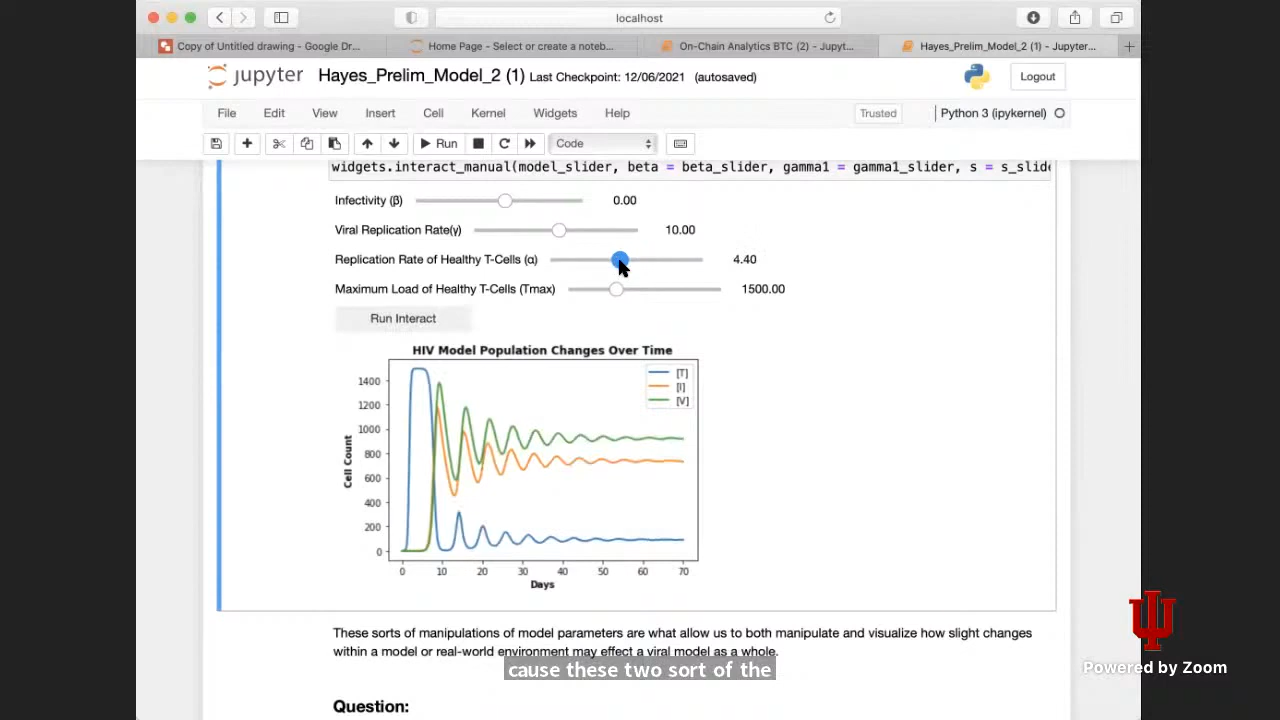 localhost
Copy of Untitled drawing - Google Dr...
Home Page - Select or create a noteb...
On-Chain Analytics BTC (2) - Jupyt...
Hayes_Prelim_Model_2 (1) - Jupyter...
jupyter Hayes_Prelim_Model_2 (1) Last Checkpoint: 12/06/2021 (autosaved)
Logout
File Edit View Insert Cell Kernel Widgets Help
Trusted
Python 3 (ipykernel)
Run
Code
widgets.interact_manual(model_slider, beta = beta_slider, gamma1 = gamma1_slider, s = s_slide
Infectivity (β) 0.00
Viral Replication Rate(γ) 10.00
Replication Rate of Healthy T-Cells (α) 4.40
Maximum Load of Healthy T-Cells (Tmax) 1500.00
Run Interact
HIV Model Population Changes Over Time
[T]
[I]
[V]
1400
1200
1000
800
600
400
200
0
Cell Count
0 10 20 30 40 50 60 70
Days
These sorts of manipulations of model parameters are what allow us to both manipulate and visualize how slight changes
within a model or real-world environment may effect a viral model as a whole.
cause these two sort of the
Powered by Zoom
Question: